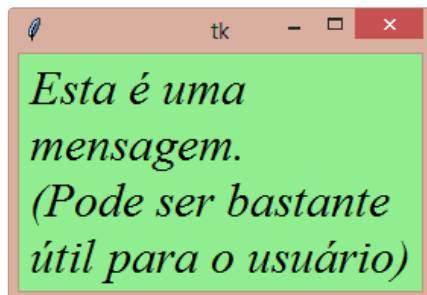 tk
Esta é uma
mensagem.
(Pode ser bastante
útil para o usuário)